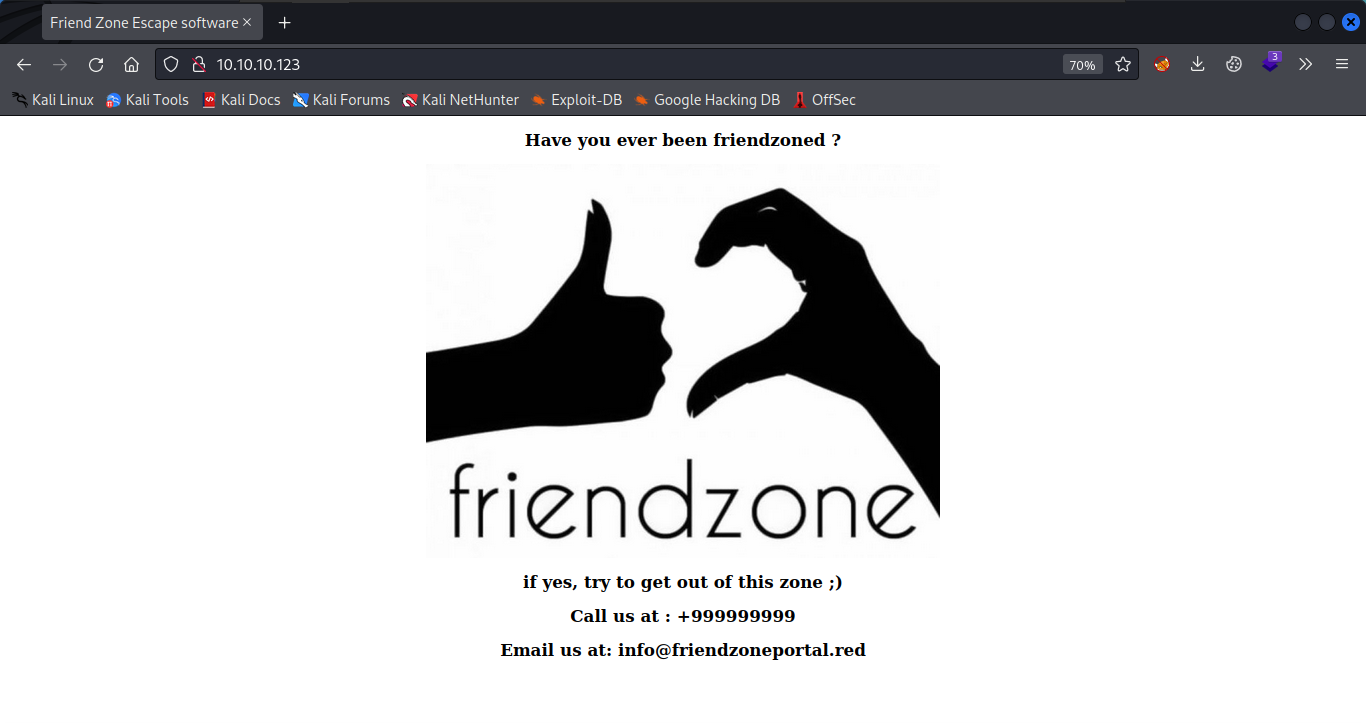 Friend Zone Escape software
10.10.10.123
70%
3
Kali Linux
Kali Tools
Kali Docs
Kali Forums
Kali NetHunter
Exploit-DB
Google Hacking DB
OffSec
Have you ever been friendzoned ?
friendzone
if yes, try to get out of this zone ;)
Call us at : +999999999
Email us at: info@friendzoneportal.red